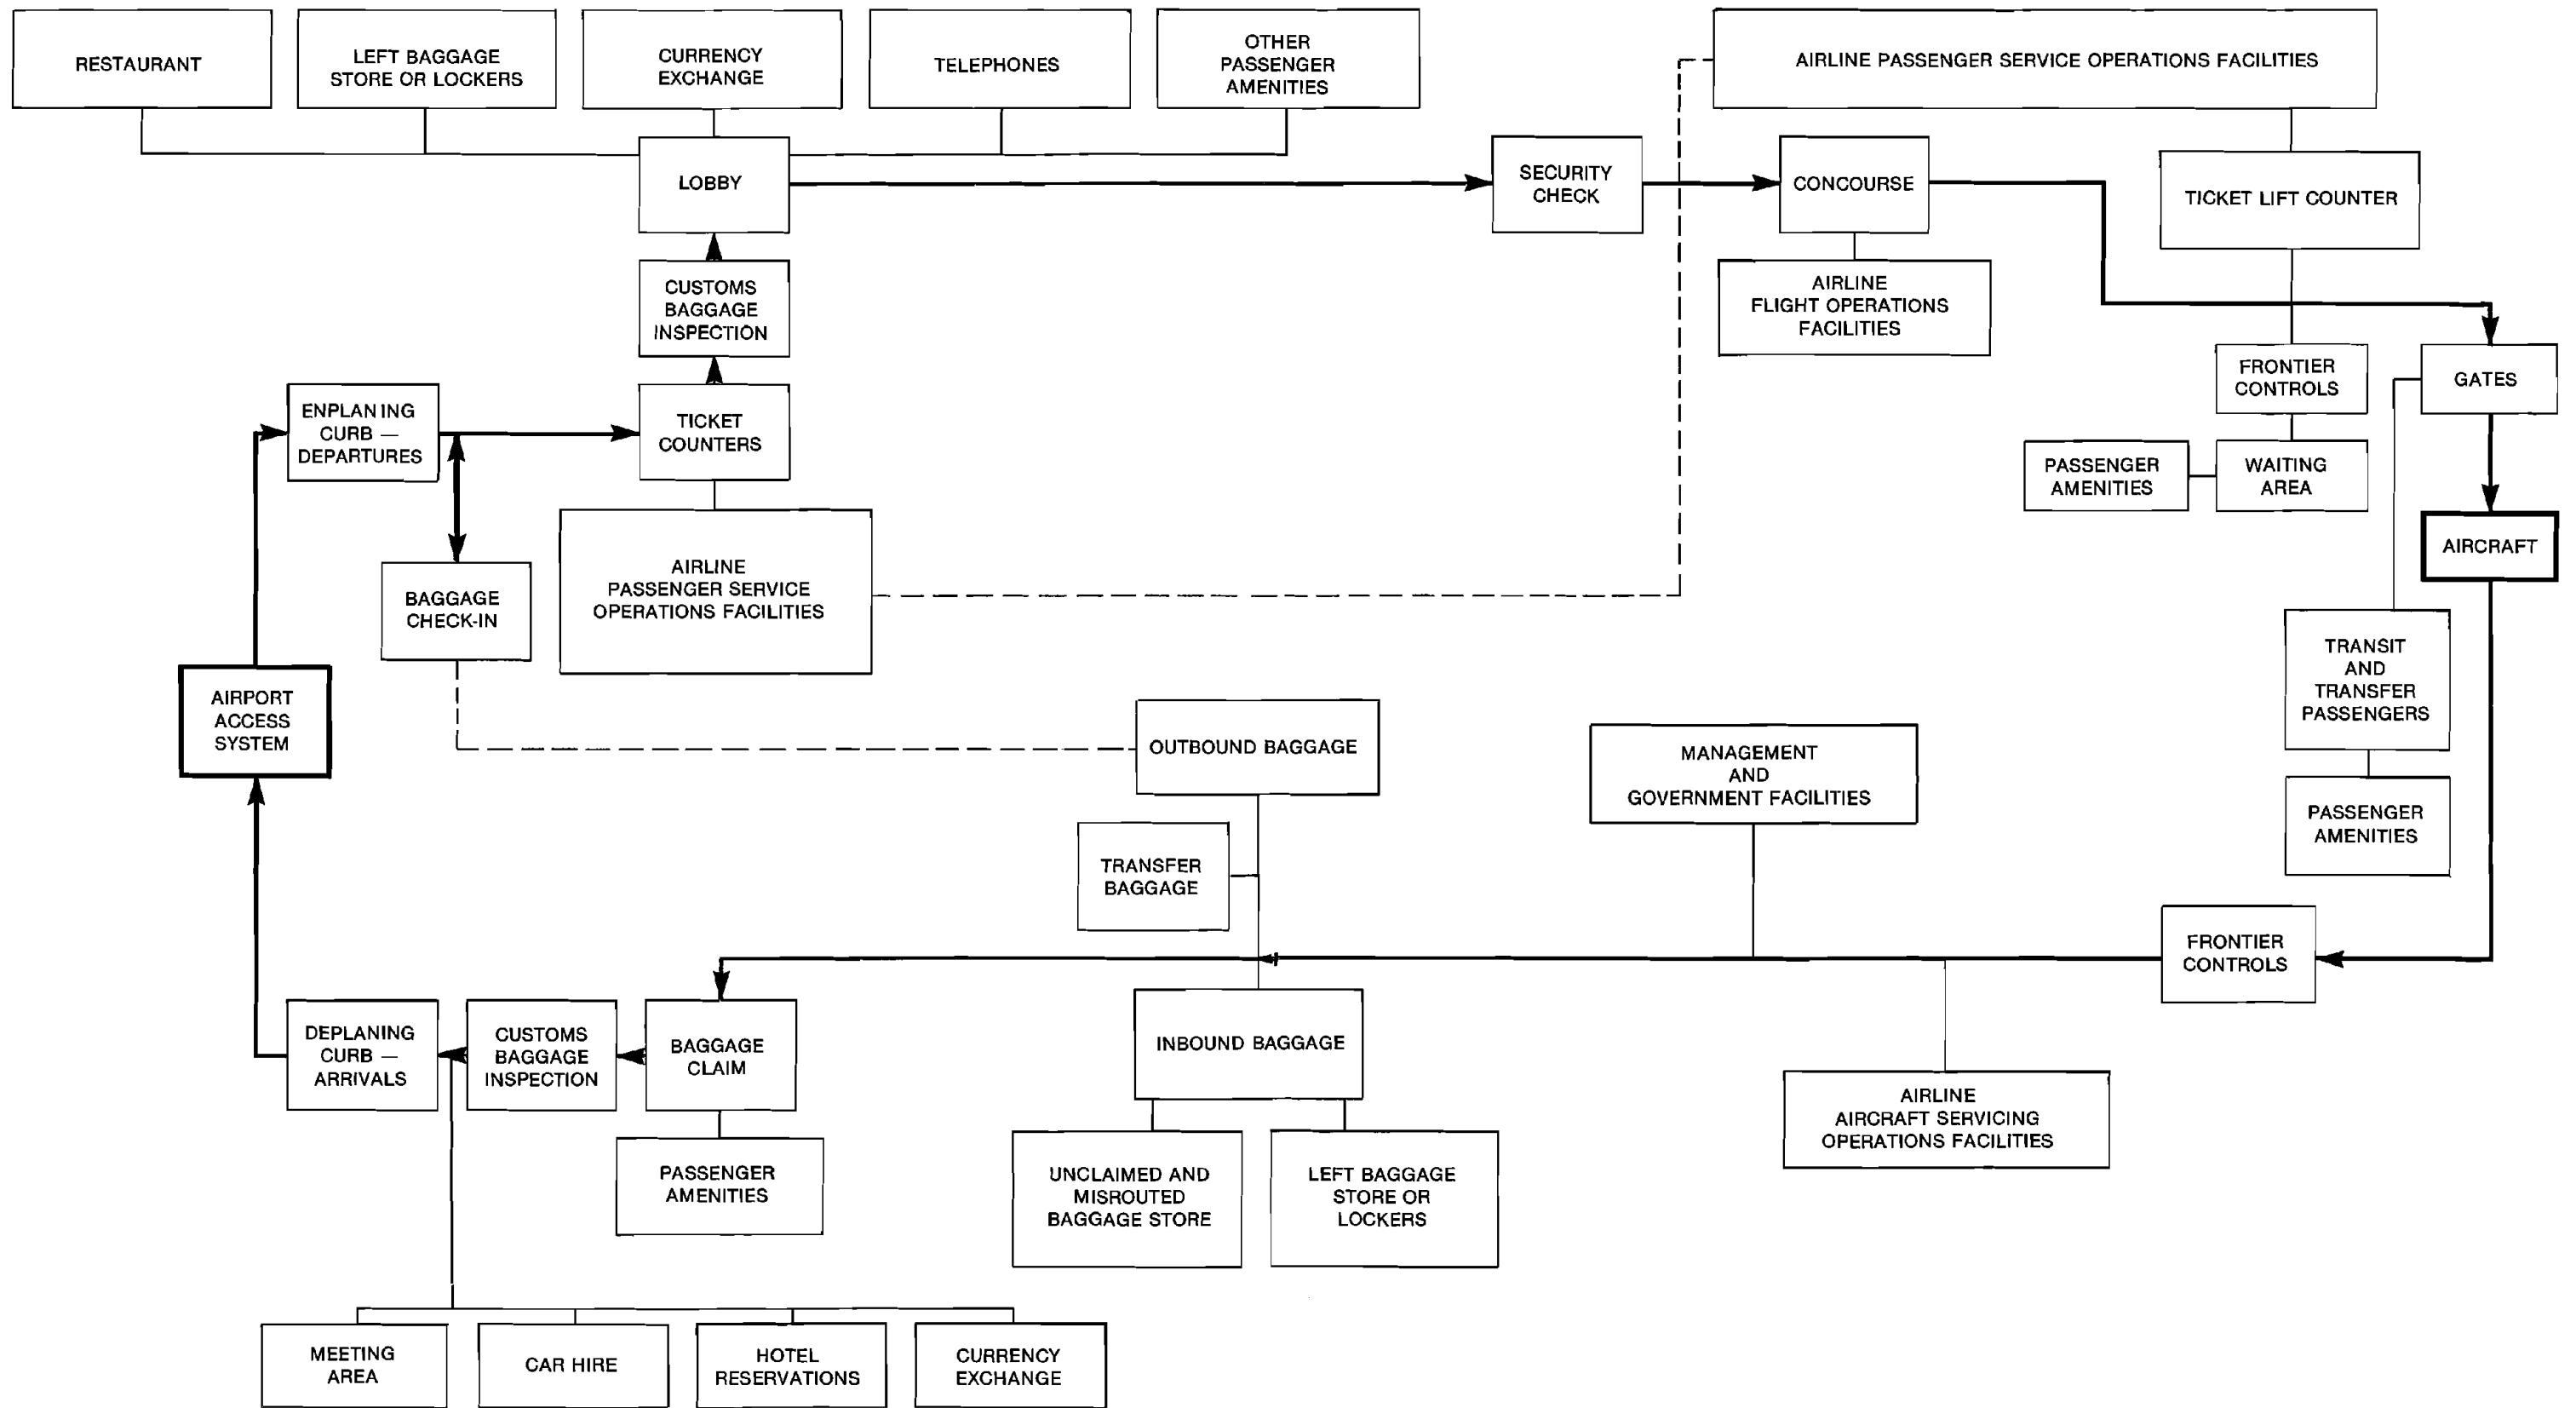 RESTAURANT
LEFT BAGGAGE
STORE OR LOCKERS
CURRENCY
EXCHANGE
TELEPHONES
OTHER
PASSENGER
AMENITIES
AIRLINE PASSENGER SERVICE OPERATIONS FACILITIES
LOBBY
SECURITY
CHECK
CONCOURSE
TICKET LIFT COUNTER
CUSTOMS
BAGGAGE
INSPECTION
AIRLINE
FLIGHT OPERATIONS
FACILITIES
FRONTIER
CONTROLS
GATES
ENPLANING
CURB —
DEPARTURES
TICKET
COUNTERS
PASSENGER
AMENITIES
WAITING
AREA
AIRCRAFT
BAGGAGE
CHECK-IN
AIRLINE
PASSENGER SERVICE
OPERATIONS FACILITIES
TRANSIT
AND
TRANSFER
PASSENGERS
AIRPORT
ACCESS
SYSTEM
OUTBOUND BAGGAGE
MANAGEMENT
AND
GOVERNMENT FACILITIES
PASSENGER
AMENITIES
TRANSFER
BAGGAGE
FRONTIER
CONTROLS
DEPLANING
CURB —
ARRIVALS
CUSTOMS
BAGGAGE
INSPECTION
BAGGAGE
CLAIM
INBOUND BAGGAGE
AIRLINE
AIRCRAFT SERVICING
OPERATIONS FACILITIES
PASSENGER
AMENITIES
UNCLAIMED AND
MISROUTED
BAGGAGE STORE
LEFT BAGGAGE
STORE OR
LOCKERS
MEETING
AREA
CAR HIRE
HOTEL
RESERVATIONS
CURRENCY
EXCHANGE